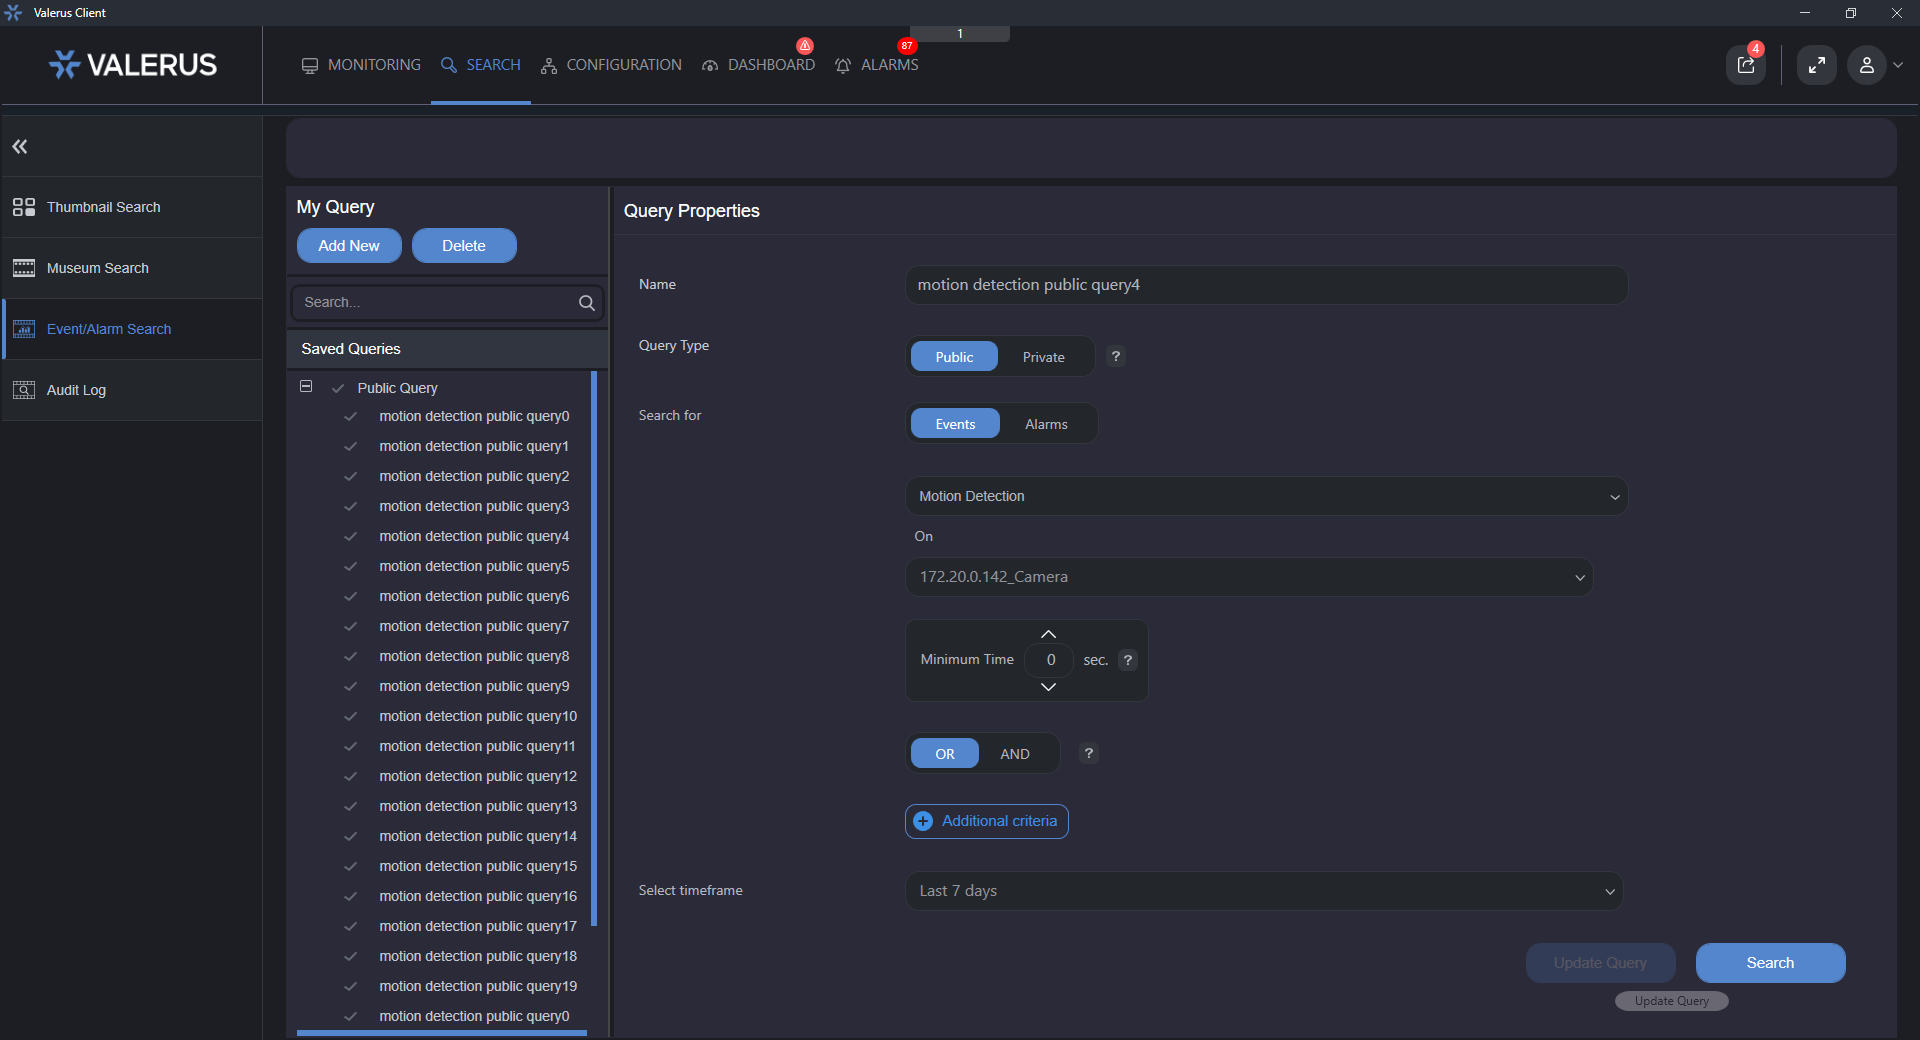 Valerus Client
1
VALERUS
MONITORING
SEARCH
CONFIGURATION
DASHBOARD
87
ALARMS
4
Thumbnail Search
Museum Search
Event/Alarm Search
Audit Log
My Query
Add New
Delete
Search...
Saved Queries
Public Query
motion detection public query0
motion detection public query1
motion detection public query2
motion detection public query3
motion detection public query4
motion detection public query5
motion detection public query6
motion detection public query7
motion detection public query8
motion detection public query9
motion detection public query10
motion detection public query11
motion detection public query12
motion detection public query13
motion detection public query14
motion detection public query15
motion detection public query16
motion detection public query17
motion detection public query18
motion detection public query19
motion detection public query0
Query Properties
Name
motion detection public query4
Query Type
Public
Private
?
Search for
Events
Alarms
Motion Detection
On
172.20.0.142_Camera
Minimum Time
0
sec.
?
OR
AND
?
Additional criteria
Select timeframe
Last 7 days
Update Query
Search
Update Query